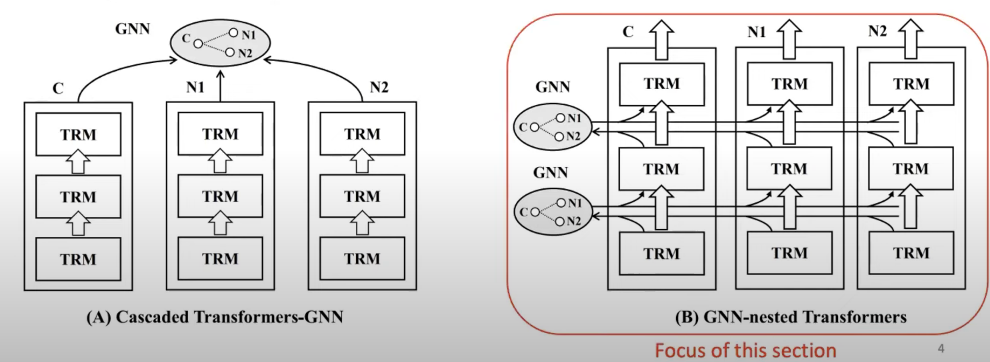 GNN
C
N1
N2
C
N1
N2
TRM
TRM
TRM
TRM
TRM
TRM
TRM
TRM
TRM
(A) Cascaded Transformers-GNN
C
N1
N2
GNN
C
N1
N2
GNN
C
N1
N2
TRM
TRM
TRM
TRM
TRM
TRM
TRM
TRM
TRM
(B) GNN-nested Transformers
Focus of this section
4